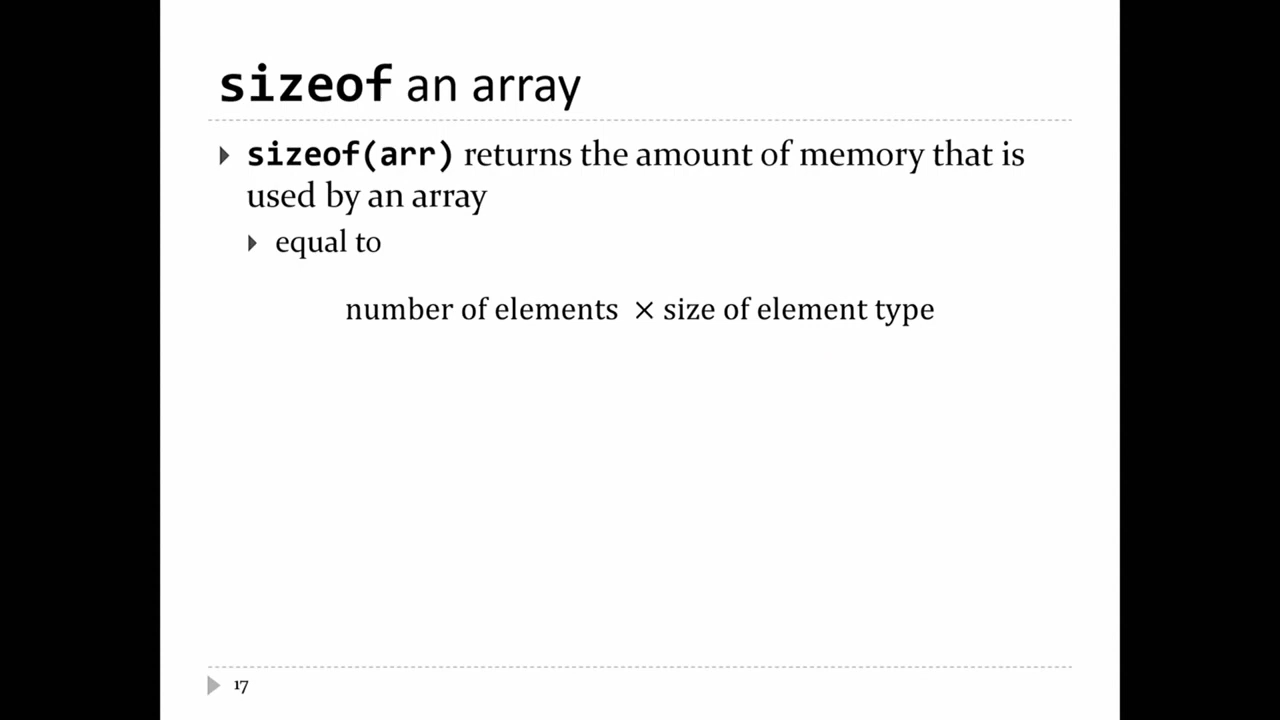 sizeof an array
sizeof(arr) returns the amount of memory that is
used by an array
equal to
number of elements × size of element type
17